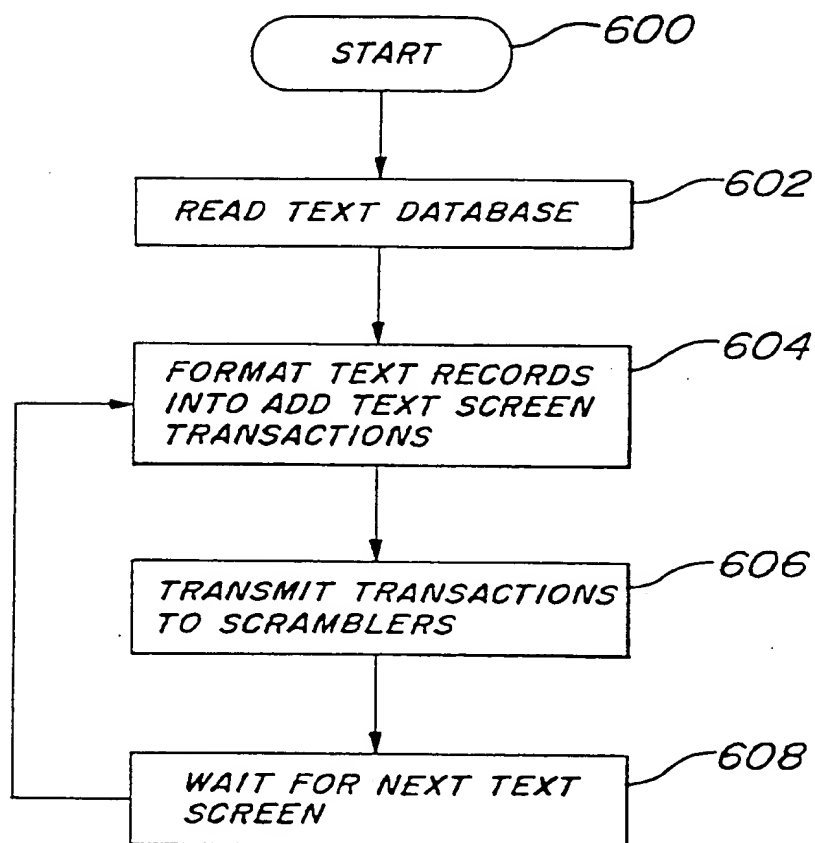 START
600
READ TEXT DATABASE
602
FORMAT TEXT RECORDS
INTO ADD TEXT SCREEN
TRANSACTIONS
604
TRANSMIT TRANSACTIONS
TO SCRAMBLERS
606
WAIT FOR NEXT TEXT
SCREEN
608